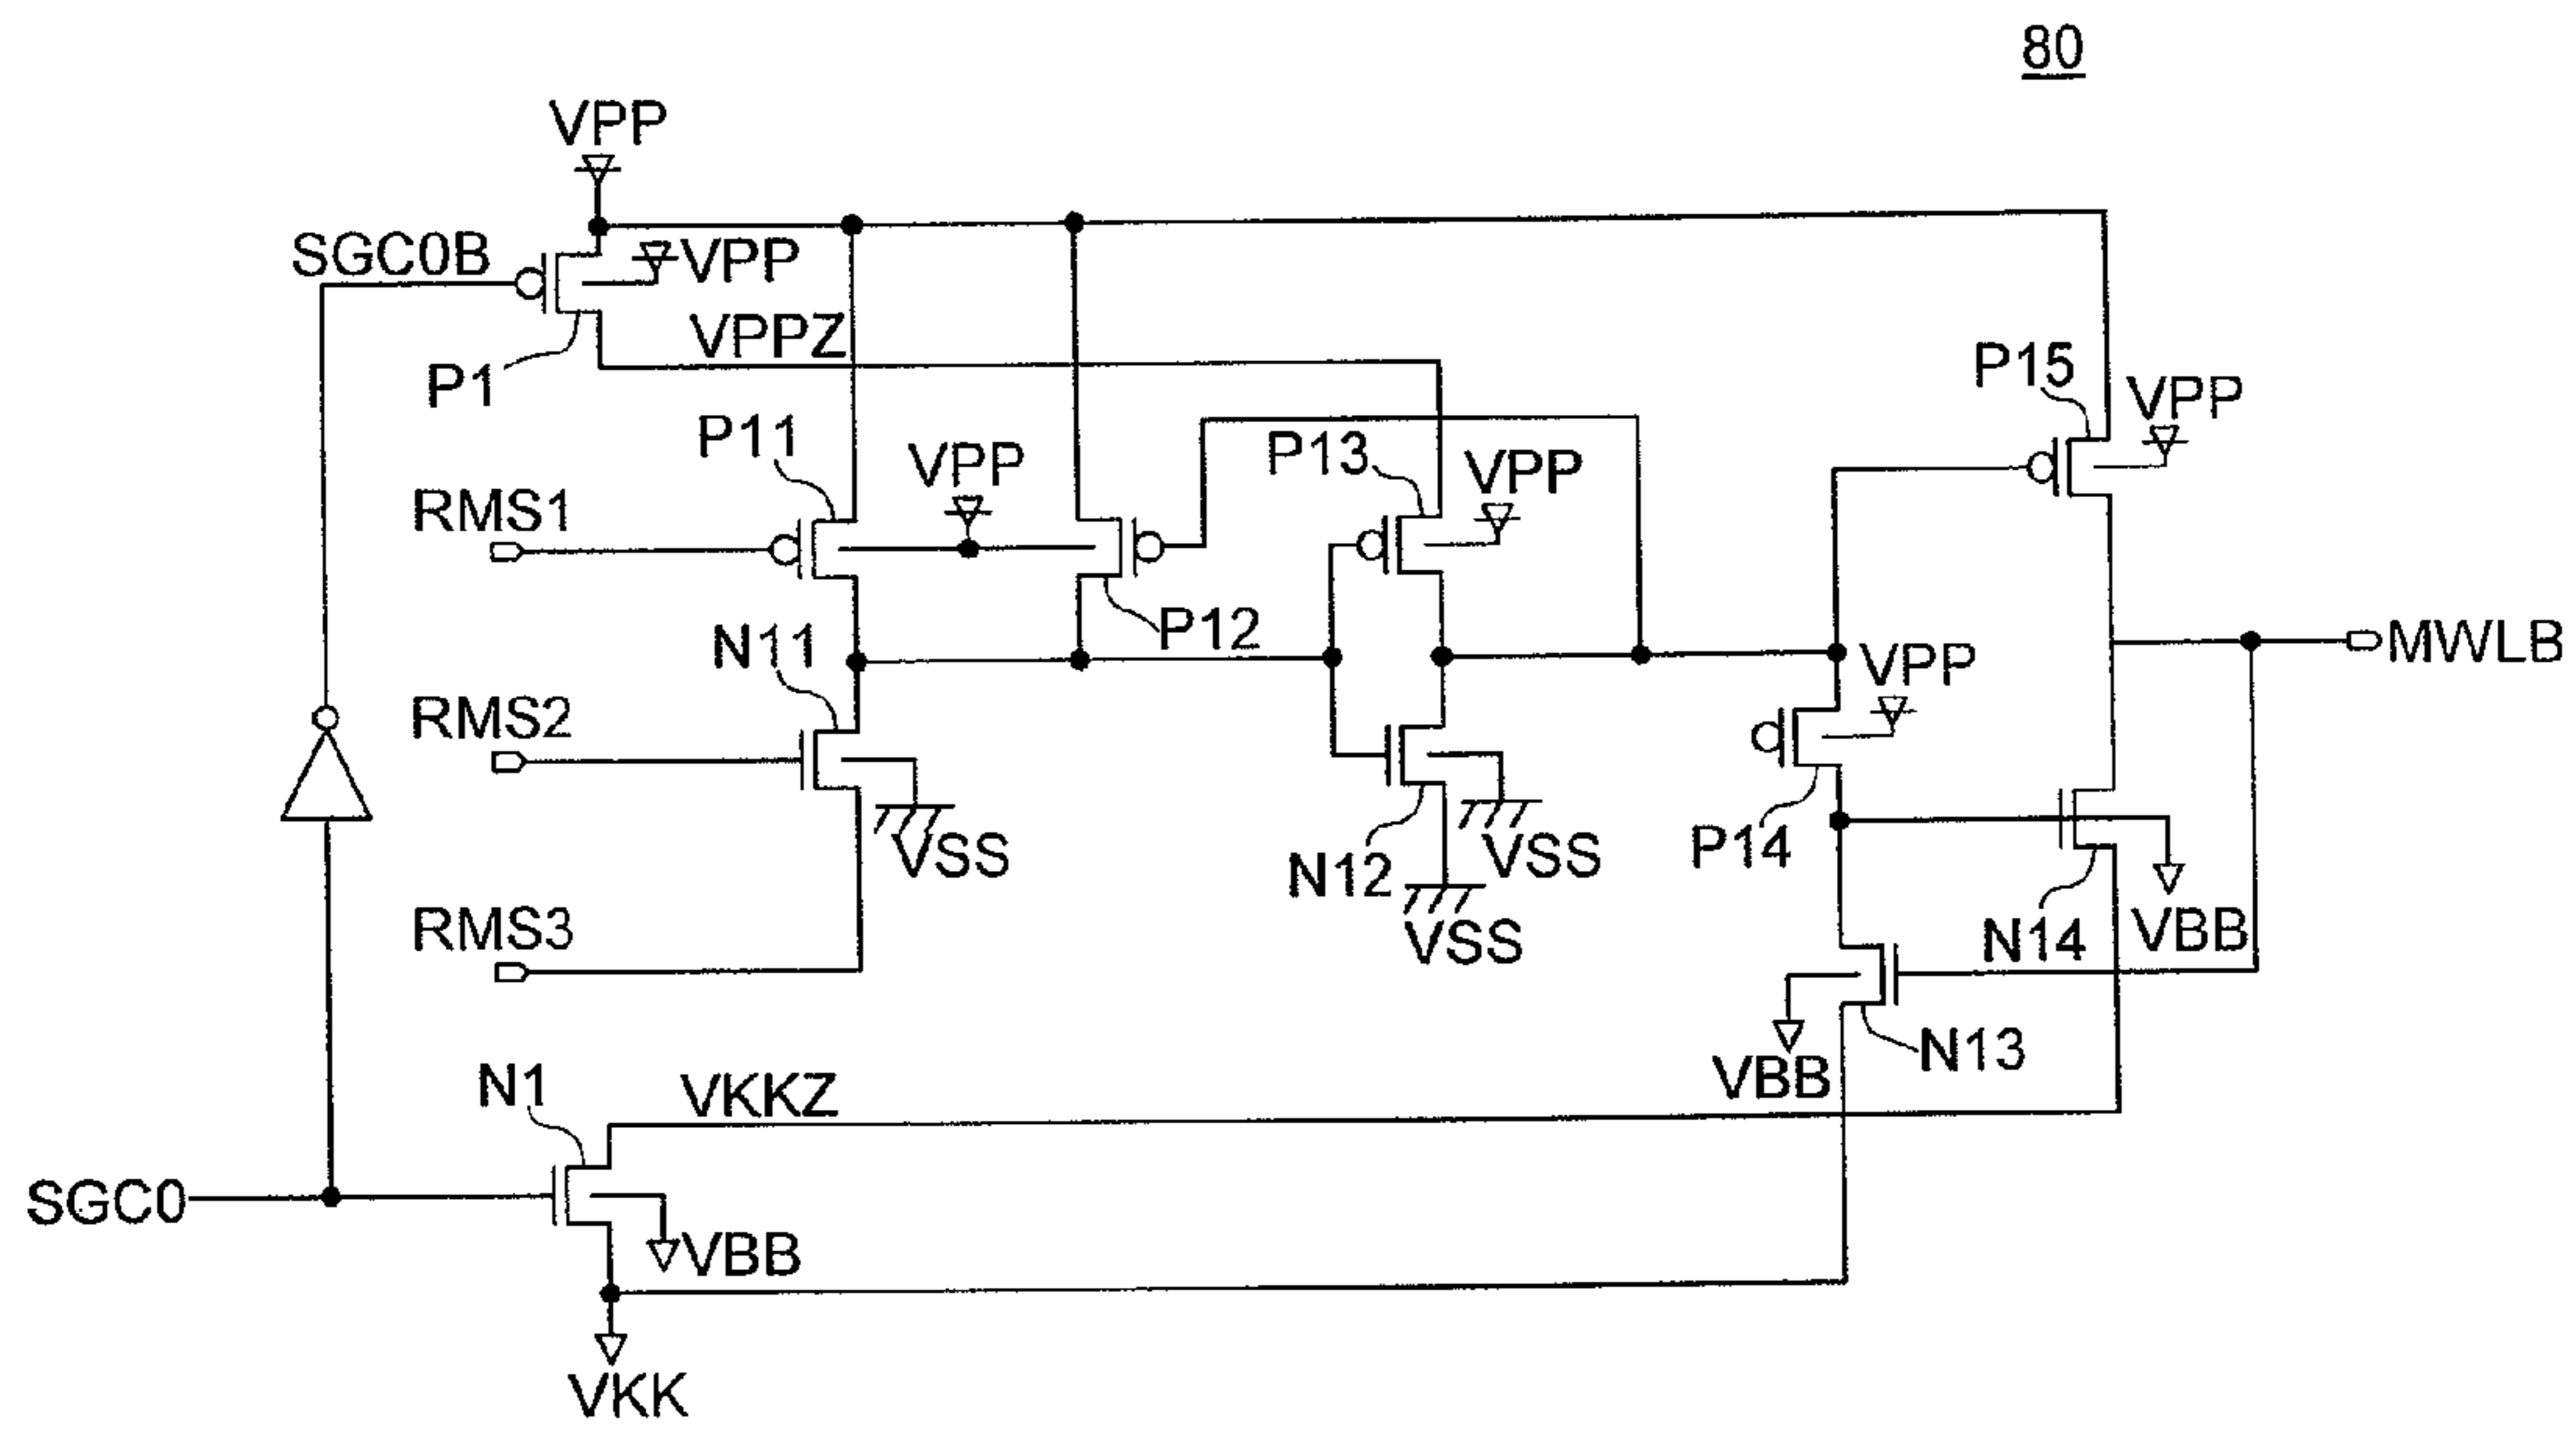 80
VPP
SGC0B
VPP
VPPZ
P1
P15
VPP
P11
VPP
P13
VPP
RMS1
P12
N11
MWLB
VPP
RMS2
P14
VSS
N12
VSS
RMS3
VSS
N14
VBB
N13
VBB
N1
VKKZ
SGC0
VBB
VKK